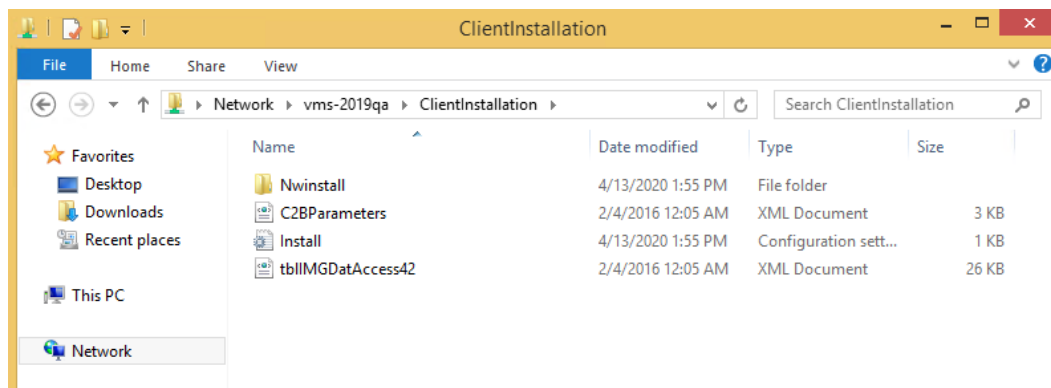 ClientInstallation
File Home Share View
Network vms-2019qa ClientInstallation Search ClientInstallation
Name Date modified Type Size
Favorites
Desktop
Downloads
Recent places
This PC
Network
Nwinstall 4/13/2020 1:55 PM File folder
C2BParameters 2/4/2016 12:05 AM XML Document 3 KB
Install 4/13/2020 1:55 PM Configuration sett... 1 KB
tblIMGDatAccess42 2/4/2016 12:05 AM XML Document 26 KB